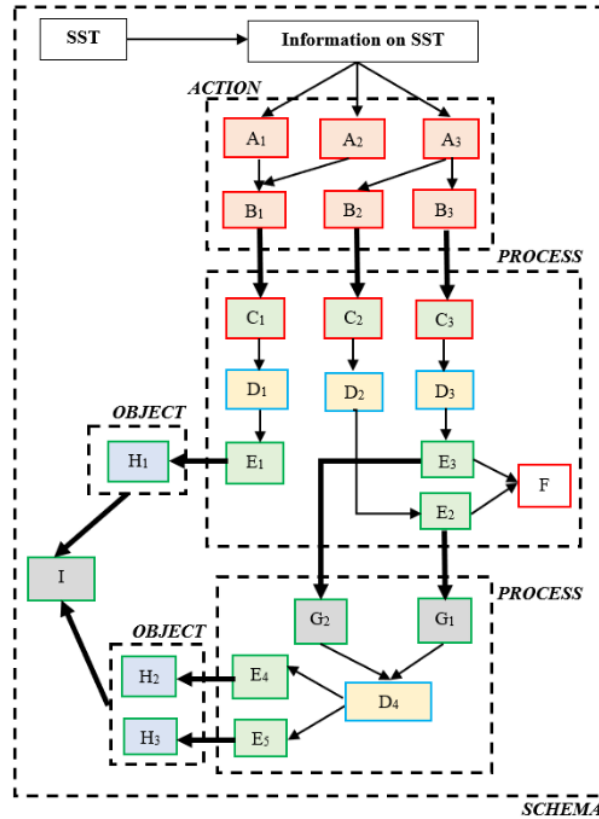 SST
Information on SST
ACTION
A1
A2
A3
B1
B2
B3
PROCESS
C1
C2
C3
D1
D2
D3
OBJECT
H1
E1
E3
F
E2
I
PROCESS
G2
G1
OBJECT
H2
E4
D4
H3
E5
SCHEMA